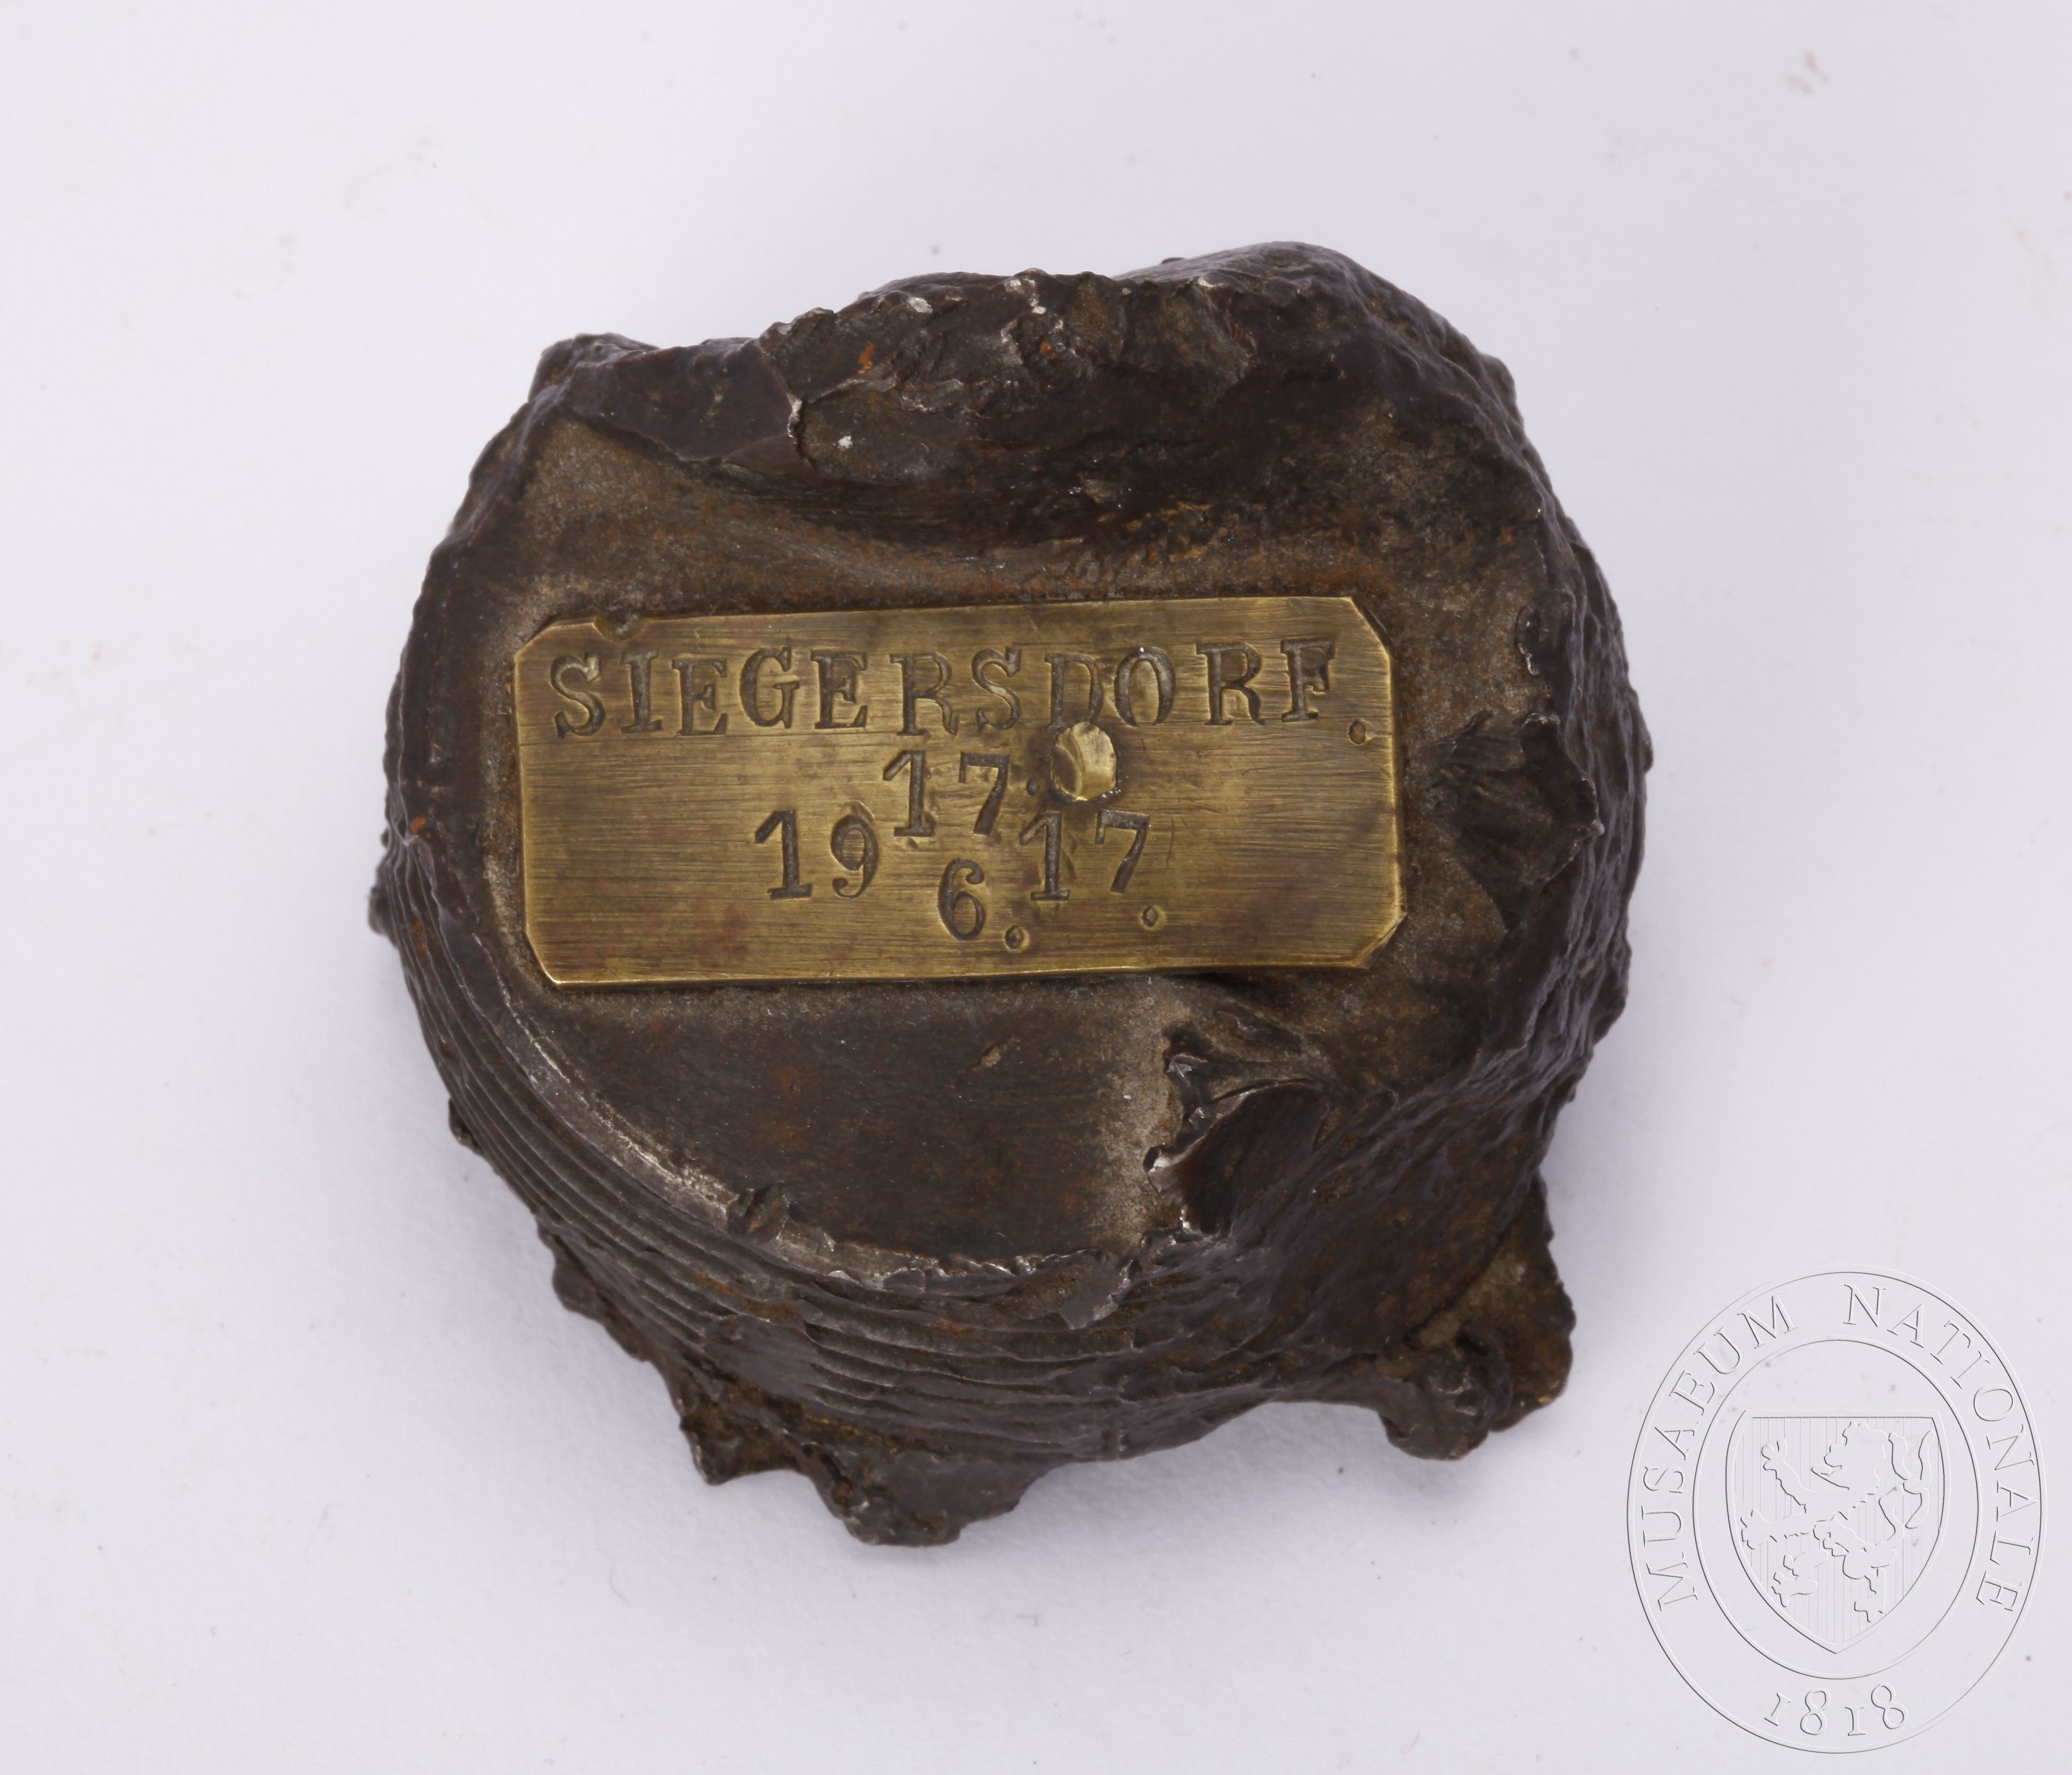 SIEGERSDORF.
17.
19 17.
6.
MUSAEUM NATIONALE
1818